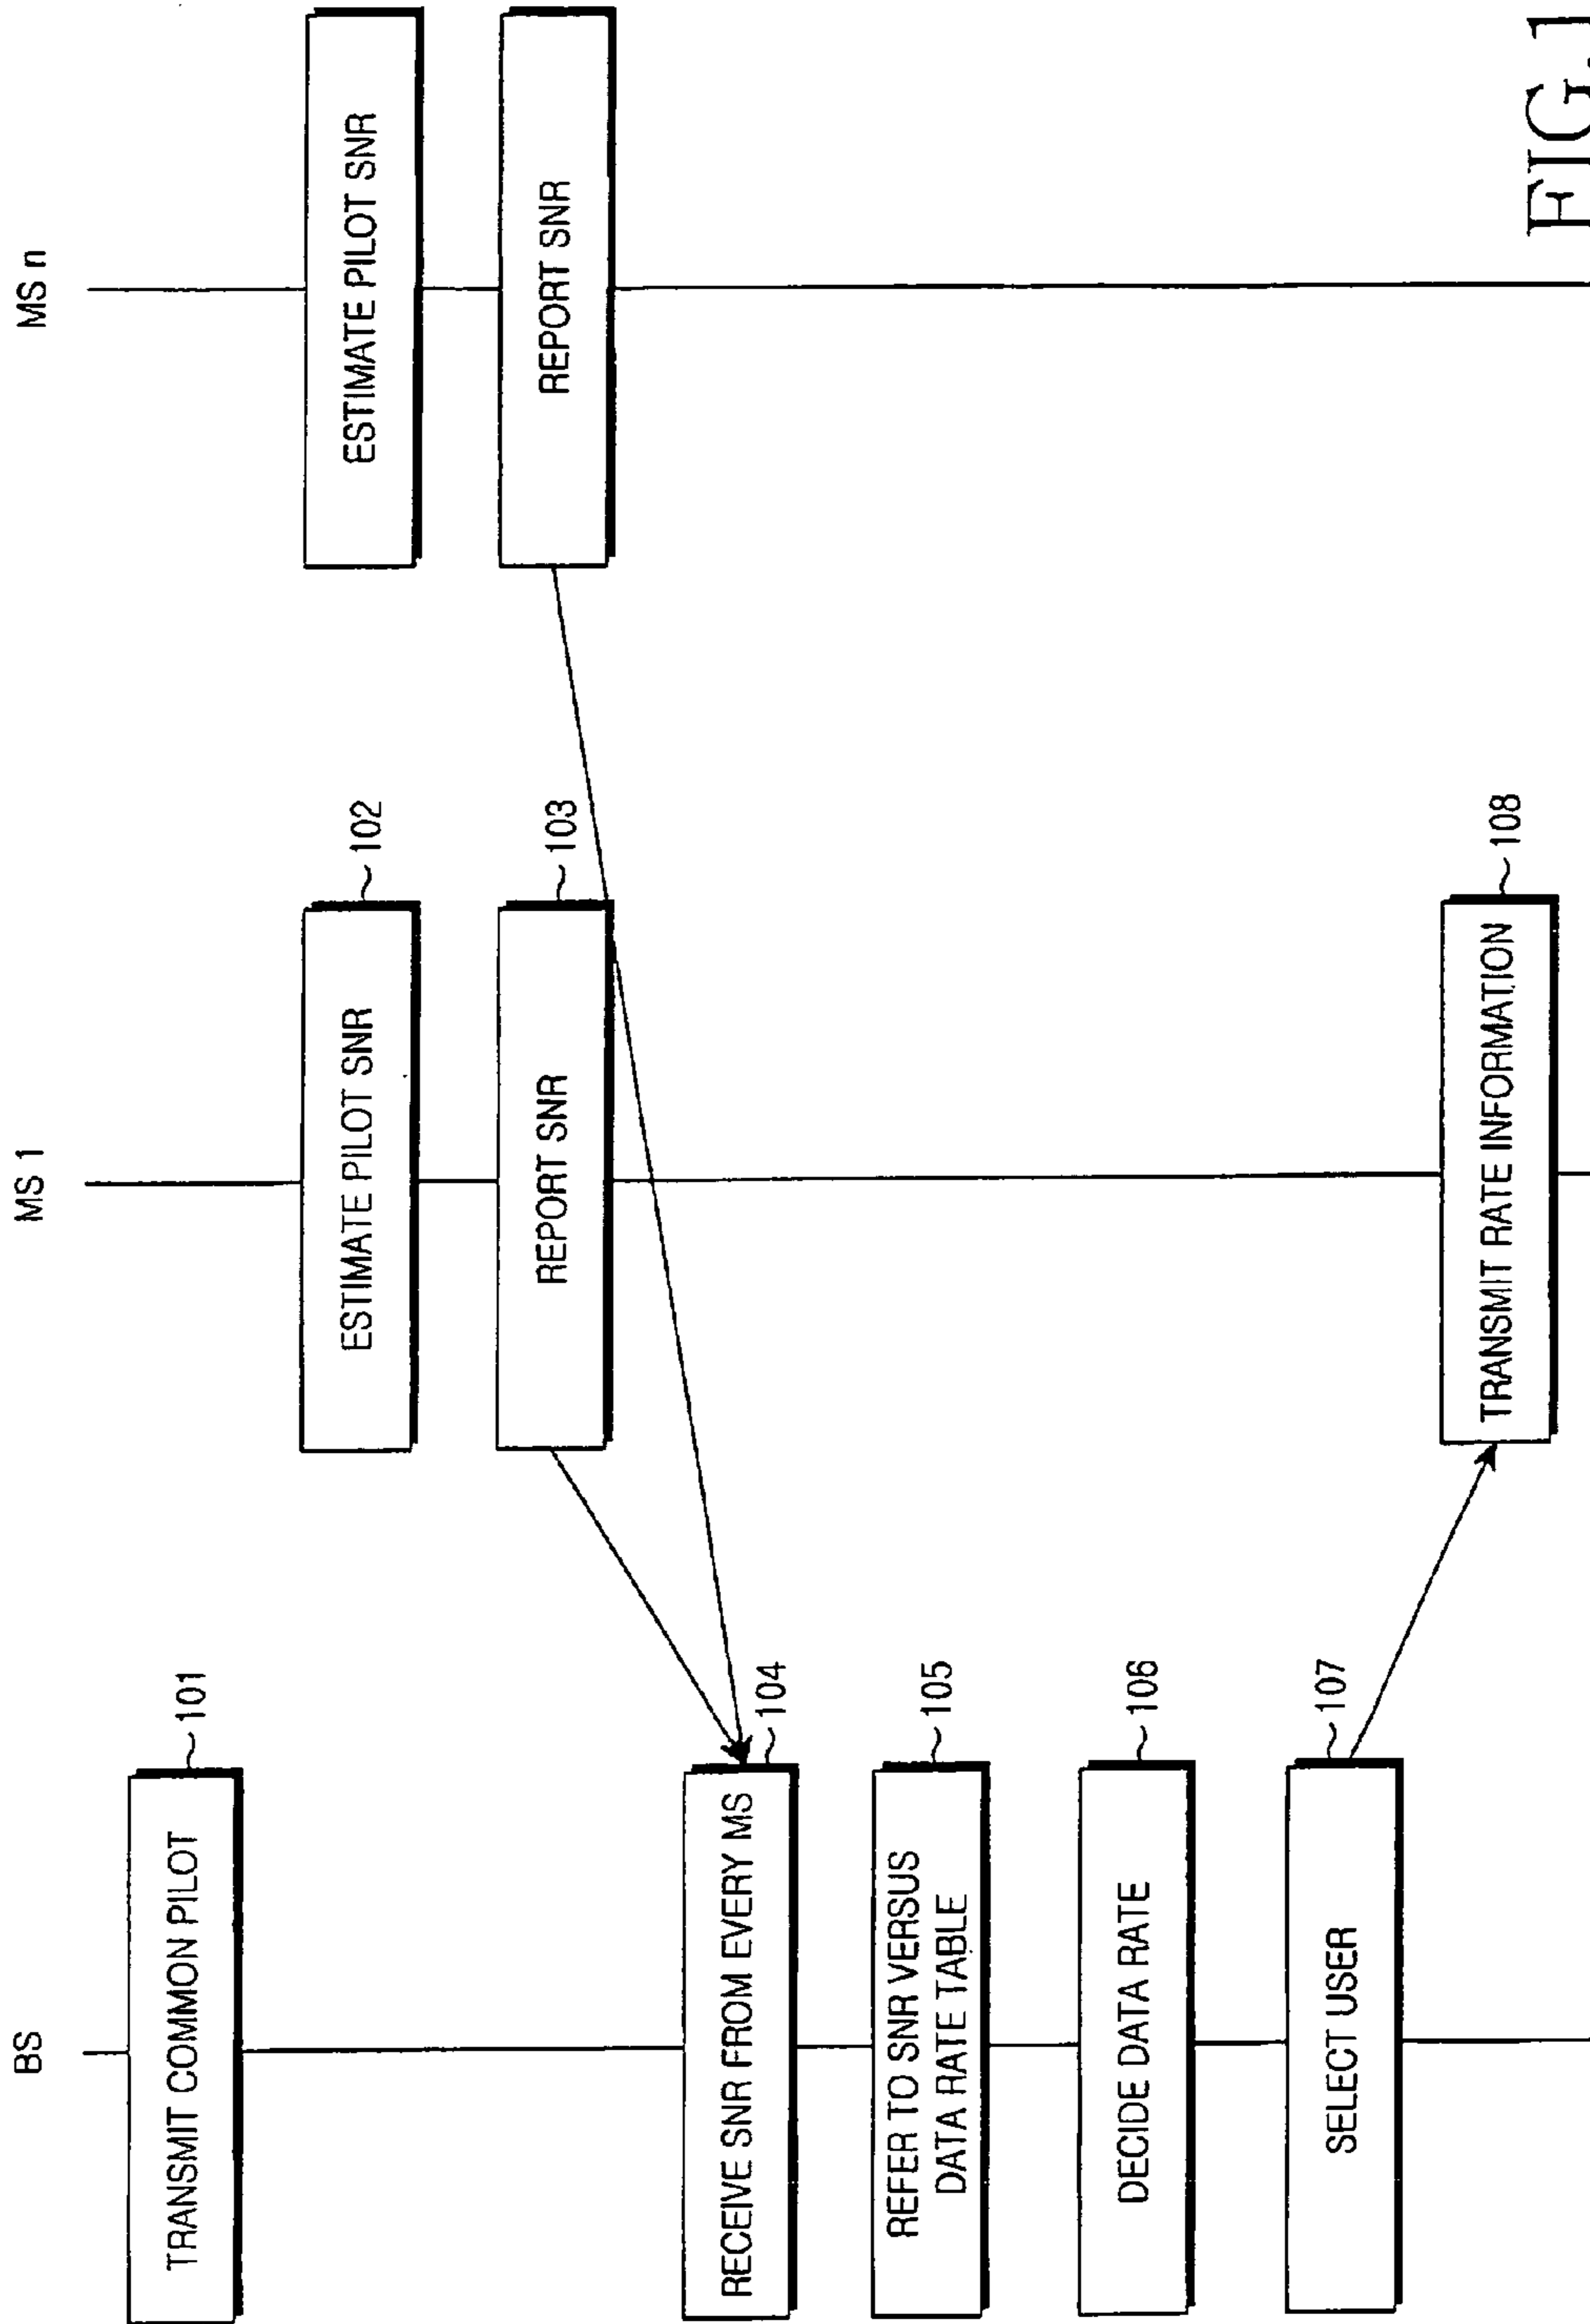 BS
MS 1
MS n
TRANSMIT COMMON PILOT
~101
ESTIMATE PILOT SNR
~102
ESTIMATE PILOT SNR
REPORT SNR
~103
REPORT SNR
RECEIVE SNR FROM EVERY MS
~104
REFER TO SNR VERSUS
DATA RATE TABLE
~105
DECIDE DATA RATE
~106
SELECT USER
~107
TRANSMIT RATE INFORMATION
~108
FIG.1